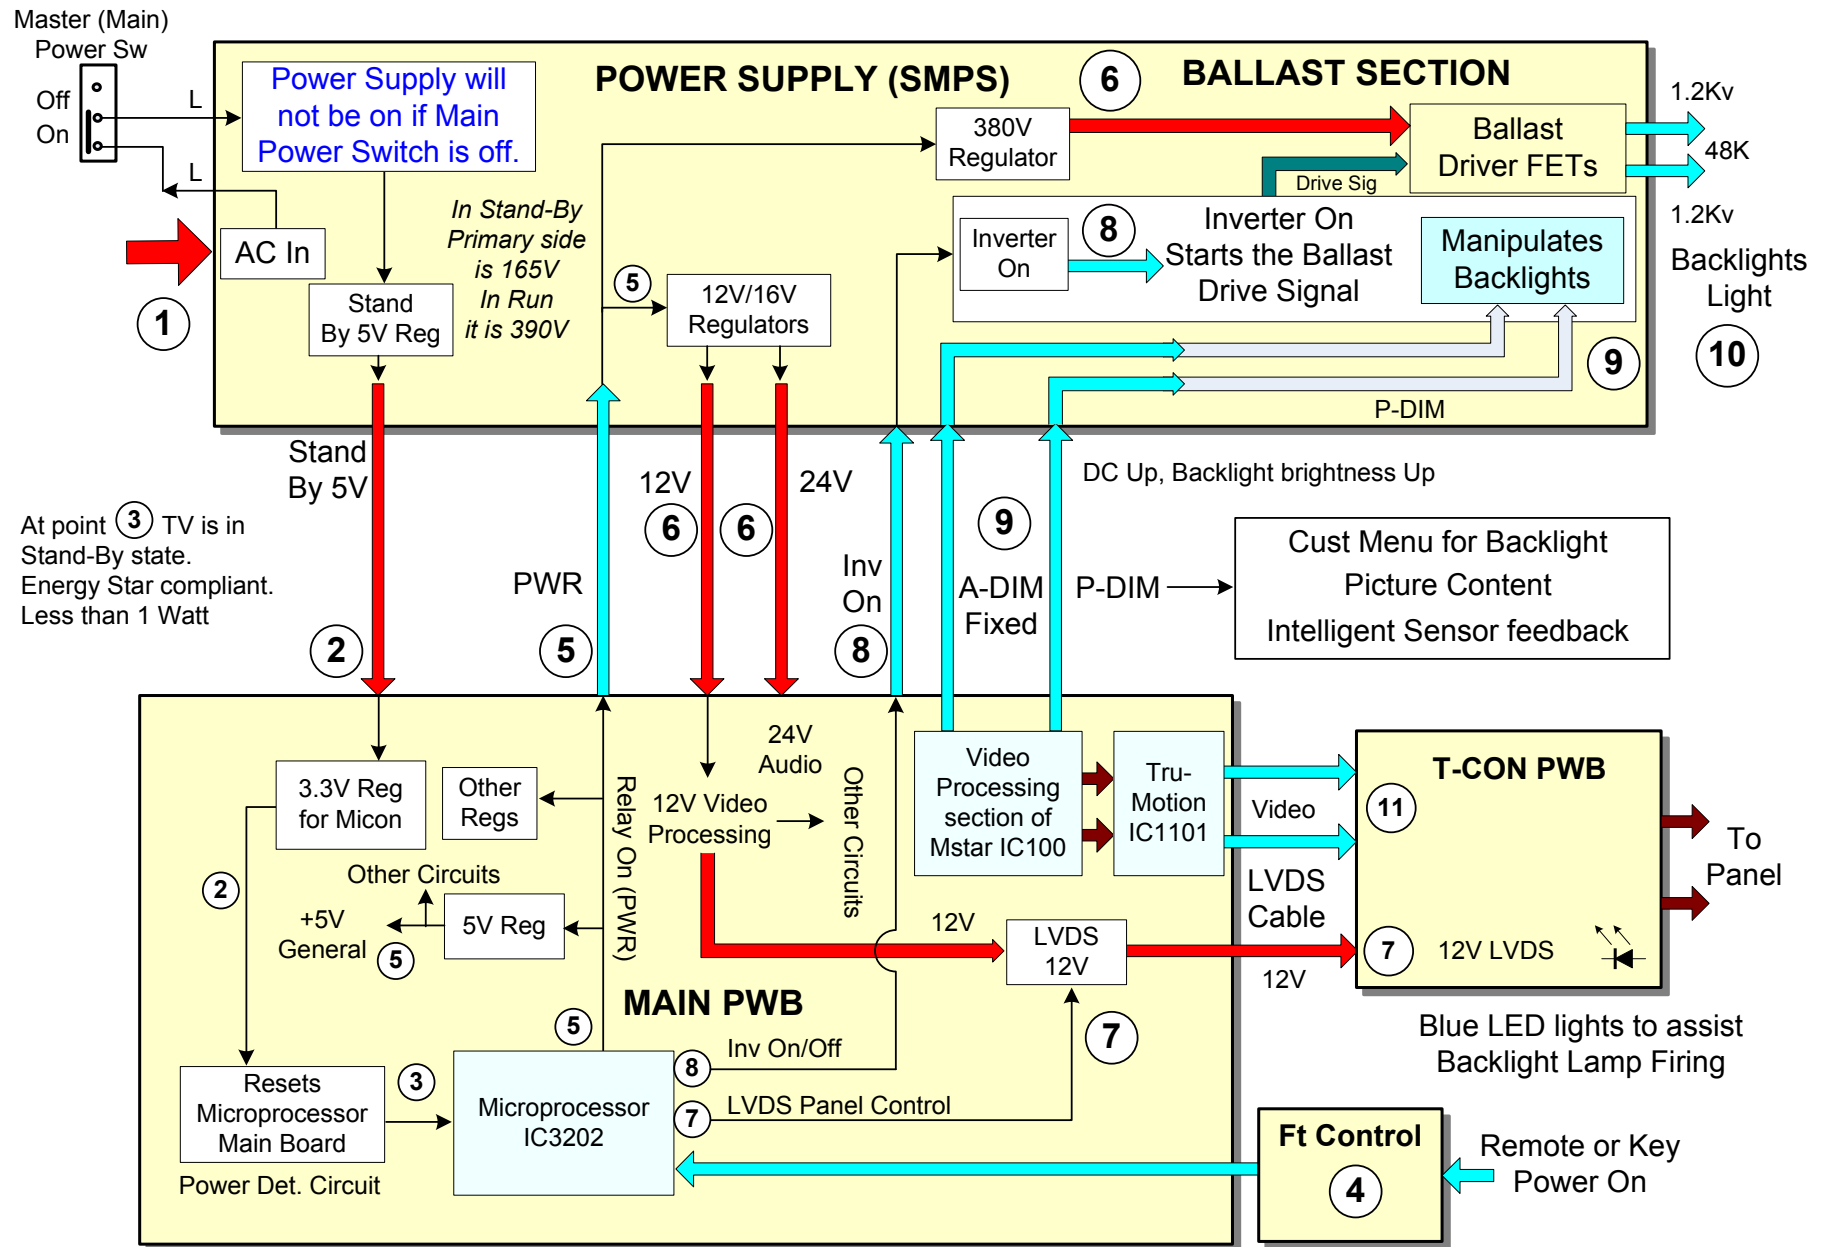 Master (Main)
Power Sw
Off
On
L
L
Power Supply will
not be on if Main
Power Switch is off.
POWER SUPPLY (SMPS)
6
BALLAST SECTION
380V
Regulator
Ballast
Driver FETs
Drive Sig
1.2Kv
48K
1.2Kv
Backlights
Light
10
AC In
1
In Stand-By
Primary side
is 165V
In Run
it is 390V
Stand
By 5V Reg
5
12V/16V
Regulators
Inverter
On
8
Inverter On
Starts the Ballast
Drive Signal
Manipulates
Backlights
9
P-DIM
Stand
By 5V
12V
6
6
24V
DC Up, Backlight brightness Up
At point 3 TV is in
Stand-By state.
Energy Star compliant.
Less than 1 Watt
2
PWR
5
Inv
On
8
9
A-DIM
Fixed
P-DIM
Cust Menu for Backlight
Picture Content
Intelligent Sensor feedback
3.3V Reg
for Micon
Other
Regs
Relay On (PWR)
24V
Audio
12V Video
Processing
Other Circuits
Video
Processing
section of
Mstar IC100
Tru-
Motion
IC1101
Video
LVDS
Cable
T-CON PWB
11
To
Panel
2
Other Circuits
+5V
General
5
5V Reg
12V
LVDS
12V
12V
7
12V LVDS
MAIN PWB
5
7
Blue LED lights to assist
Backlight Lamp Firing
Resets
Microprocessor
Main Board
Power Det. Circuit
3
Microprocessor
IC3202
8
Inv On/Off
7
LVDS Panel Control
Ft Control
4
Remote or Key
Power On